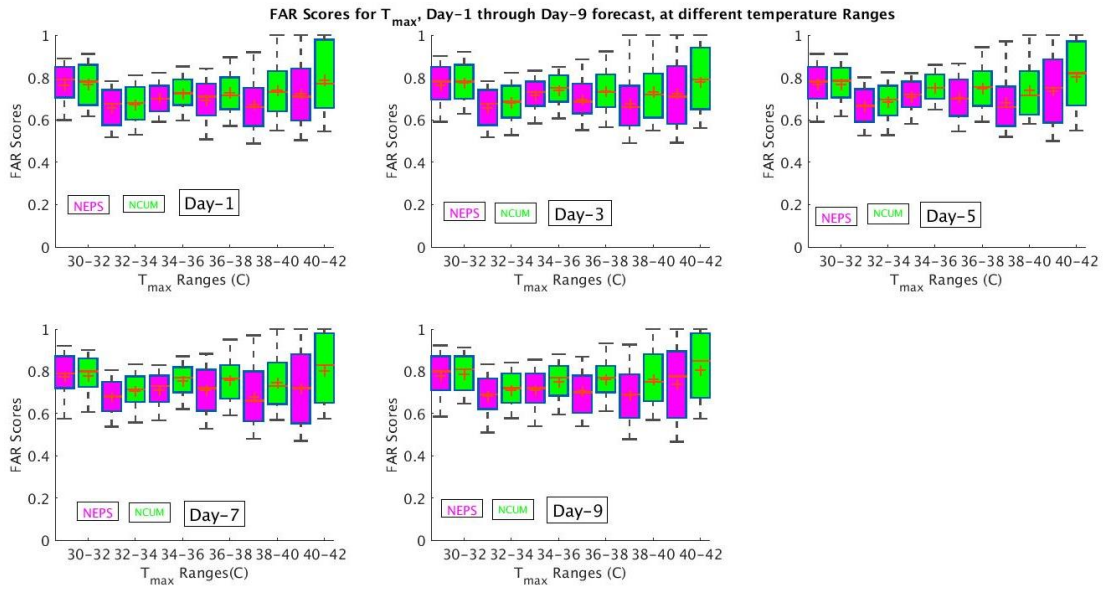 FAR Scores for Tmax, Day-1 through Day-9 forecast, at different temperature Ranges
FAR Scores
1
0.8
0.6
0.4
0.2
0
NEPS
NCUM
Day-1
30-32 32-34 34-36 36-38 38-40 40-42
Tmax Ranges (C)
FAR Scores
1
0.8
0.6
0.4
0.2
0
NEPS
NCUM
Day-3
30-32 32-34 34-36 36-38 38-40 40-42
Tmax Ranges (C)
FAR Scores
1
0.8
0.6
0.4
0.2
0
NEPS
NCUM
Day-5
30-32 32-34 34-36 36-38 38-40 40-42
Tmax Ranges (C)
FAR Scores
1
0.8
0.6
0.4
0.2
0
NEPS
NCUM
Day-7
30-32 32-34 34-36 36-38 38-40 40-42
Tmax Ranges(C)
FAR Scores
1
0.8
0.6
0.4
0.2
0
NEPS
NCUM
Day-9
30-32 32-34 34-36 36-38 38-40 40-42
Tmax Ranges (C)